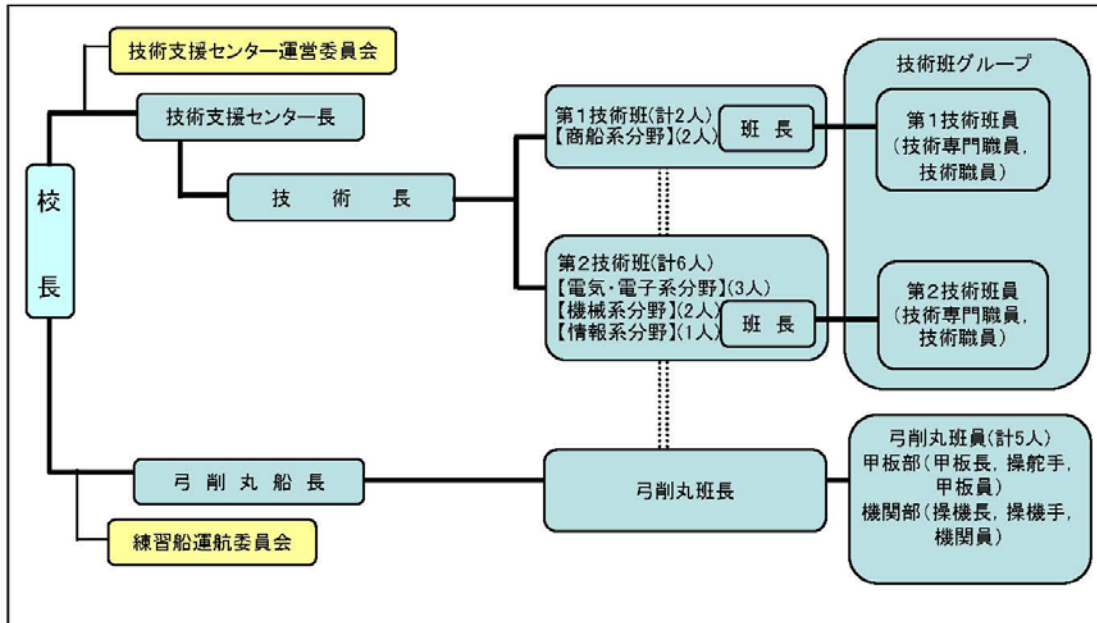 技術支援センター運営委員会
技術支援センター長
校
長
技　術　長
第1技術班(計2人)
【商船系分野】(2人)
班 長
第2技術班(計6人)
【電気・電子系分野】(3人)
【機械系分野】(2人)
【情報系分野】(1人)
班 長
技術班グループ
第1技術班員
(技術専門職員,
技術職員)
第2技術班員
(技術専門職員,
技術職員)
弓 削 丸 船 長
練習船運航委員会
弓削丸班長
弓削丸班員(計5人)
甲板部(甲板長, 操舵手,
甲板員)
機関部(操機長, 操機手,
機関員)